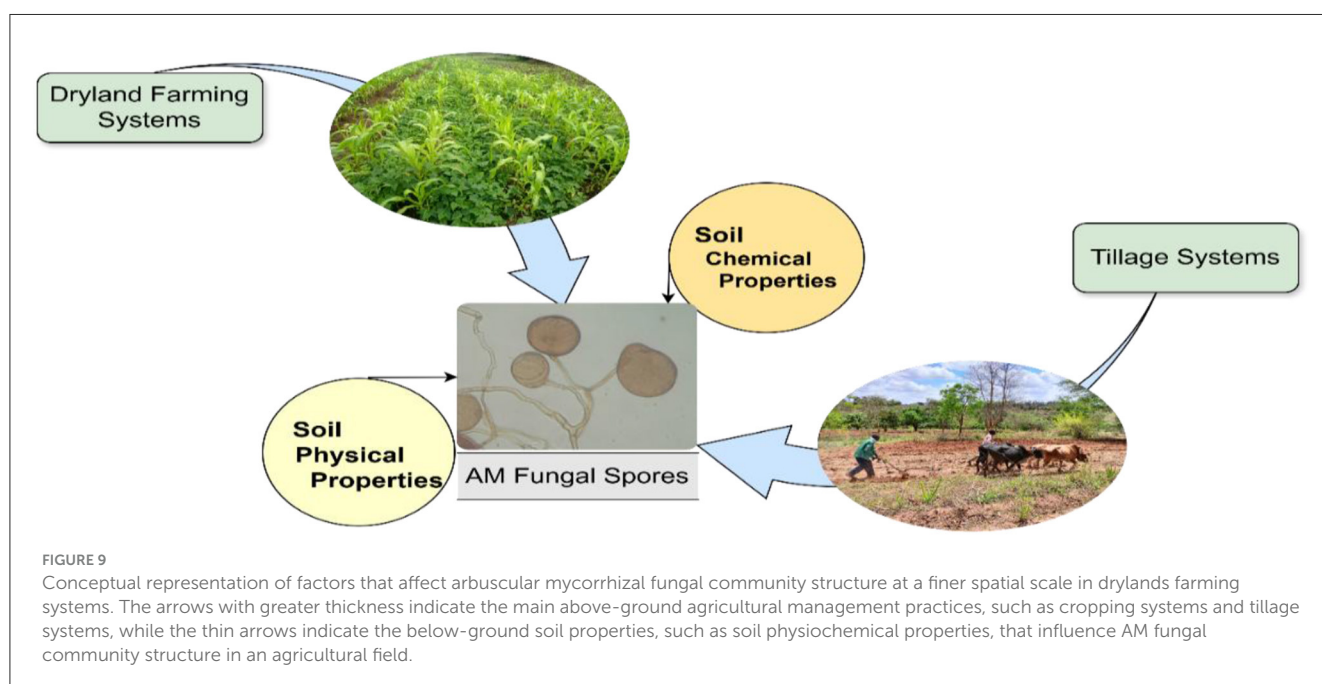 Dryland Farming
Systems
Soil
Chemical
Properties
Tillage Systems
Soil
Physical
Properties
AM Fungal Spores
FIGURE 9
Conceptual representation of factors that affect arbuscular mycorrhizal fungal community structure at a finer spatial scale in drylands farming
systems. The arrows with greater thickness indicate the main above-ground agricultural management practices, such as cropping systems and tillage
systems, while the thin arrows indicate the below-ground soil properties, such as soil physiochemical properties, that influence AM fungal
community structure in an agricultural field.